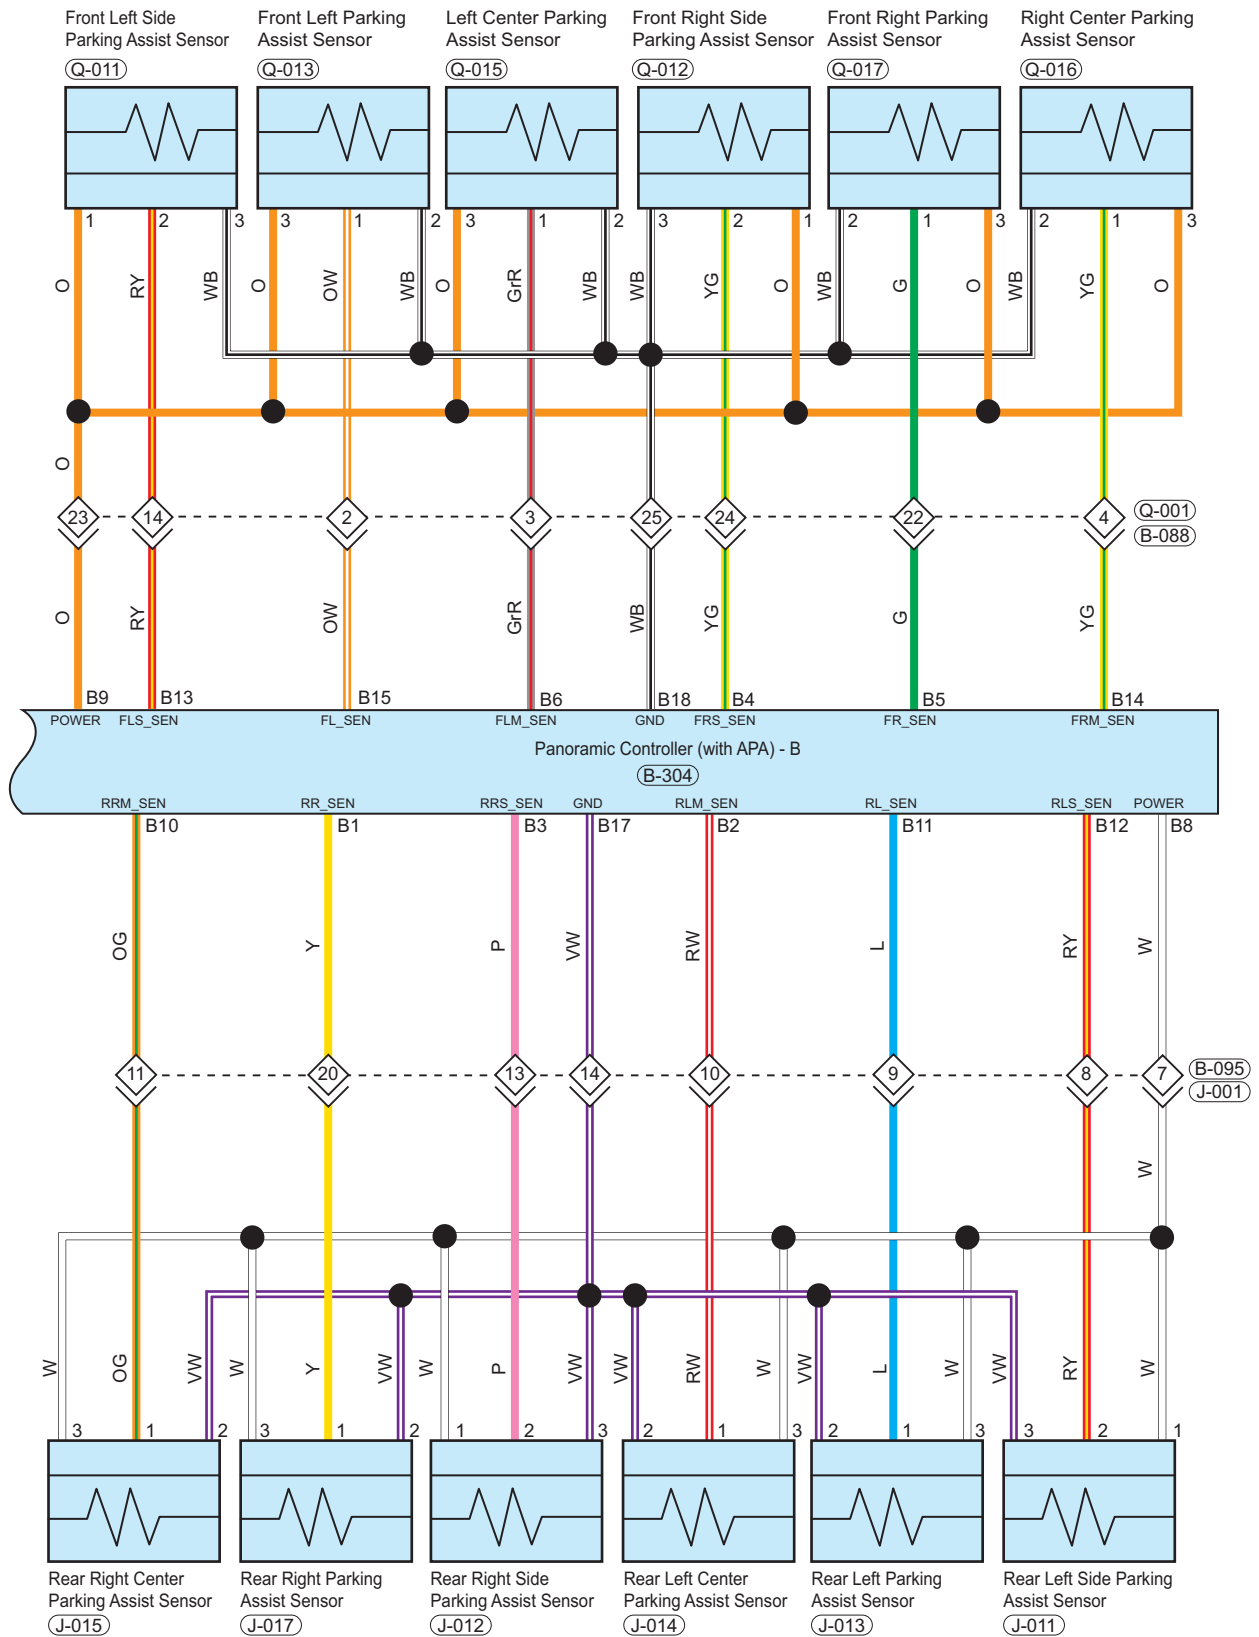 Front Left Side
Parking Assist Sensor
Q-011
Front Left Parking
Assist Sensor
Q-013
Left Center Parking
Assist Sensor
Q-015
Front Right Side
Parking Assist Sensor
Q-012
Front Right Parking
Assist Sensor
Q-017
Right Center Parking
Assist Sensor
Q-016
1 2 3 3 1 2 3 1 2 3 2 1 2 1 3 2 1 3
O RY WB O OW WB O GrR WB WB YG O WB G O WB YG O
O
23 14 2 3 25 24 22 4
Q-001
B-088
O RY OW GrR WB YG G YG
B9 B13 B15 B6 B18 B4 B5 B14
POWER FLS_SEN FL_SEN FLM_SEN GND FRS_SEN FR_SEN FRM_SEN
Panoramic Controller (with APA) - B
B-304
RRM_SEN RR_SEN RRS_SEN GND RLM_SEN RL_SEN RLS_SEN POWER
B10 B1 B3 B17 B2 B11 B12 B8
OG Y P VW RW L RY W
11 20 13 14 10 9 8 7
B-095
J-001
W
W OG VW W Y VW W P VW VW RW W VW L W VW RY W
3 1 2 3 1 2 1 2 3 2 1 3 2 1 3 3 2 1
Rear Right Center
Parking Assist Sensor
J-015
Rear Right Parking
Assist Sensor
J-017
Rear Right Side
Parking Assist Sensor
J-012
Rear Left Center
Parking Assist Sensor
J-014
Rear Left Parking
Assist Sensor
J-013
Rear Left Side Parking
Assist Sensor
J-011